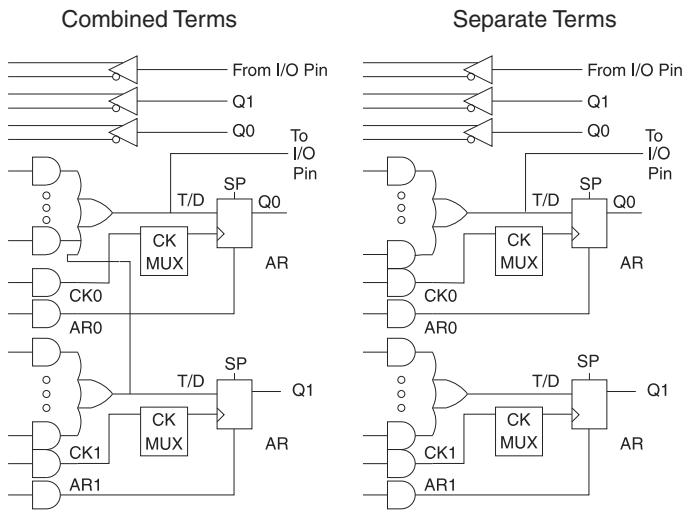 Combined Terms
From I/O Pin
Q1
Q0
To
I/O
Pin
T/D
SP
Q0
CK
MUX
AR
CK0
AR0
SP
T/D
Q1
CK
MUX
AR
CK1
AR1
Separate Terms
From I/O Pin
Q1
Q0
To
I/O
Pin
T/D
SP
Q0
CK
MUX
AR
CK0
AR0
SP
T/D
Q1
CK
MUX
AR
CK1
AR1